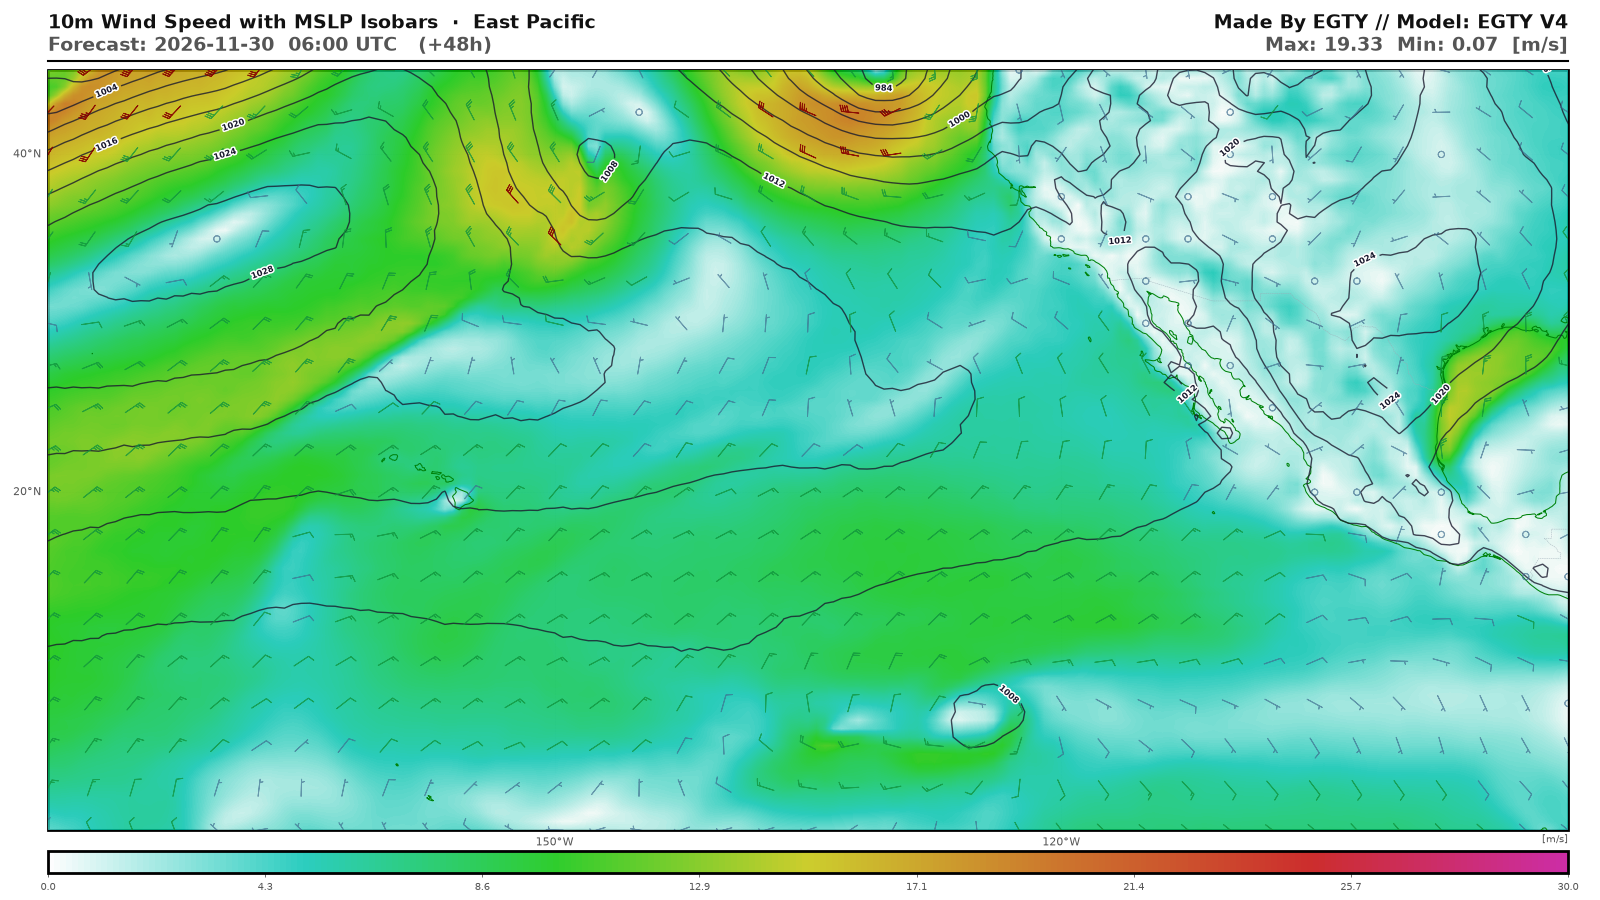 10m Wind Speed with MSLP Isobars · East Pacific
Made By EGTY // Model: EGTY V4
Forecast: 2026-11-30 06:00 UTC (+48h)
Max: 19.33 Min: 0.07 [m/s]
984
1004
1000
1020
1016
1020
40°N
1024
1008
1012
1012
1024
1028
1012
1020
1024
20°N
1008
150°W
120°W
[m/s]
0.0
4.3
8.6
12.9
17.1
21.4
25.7
30.0